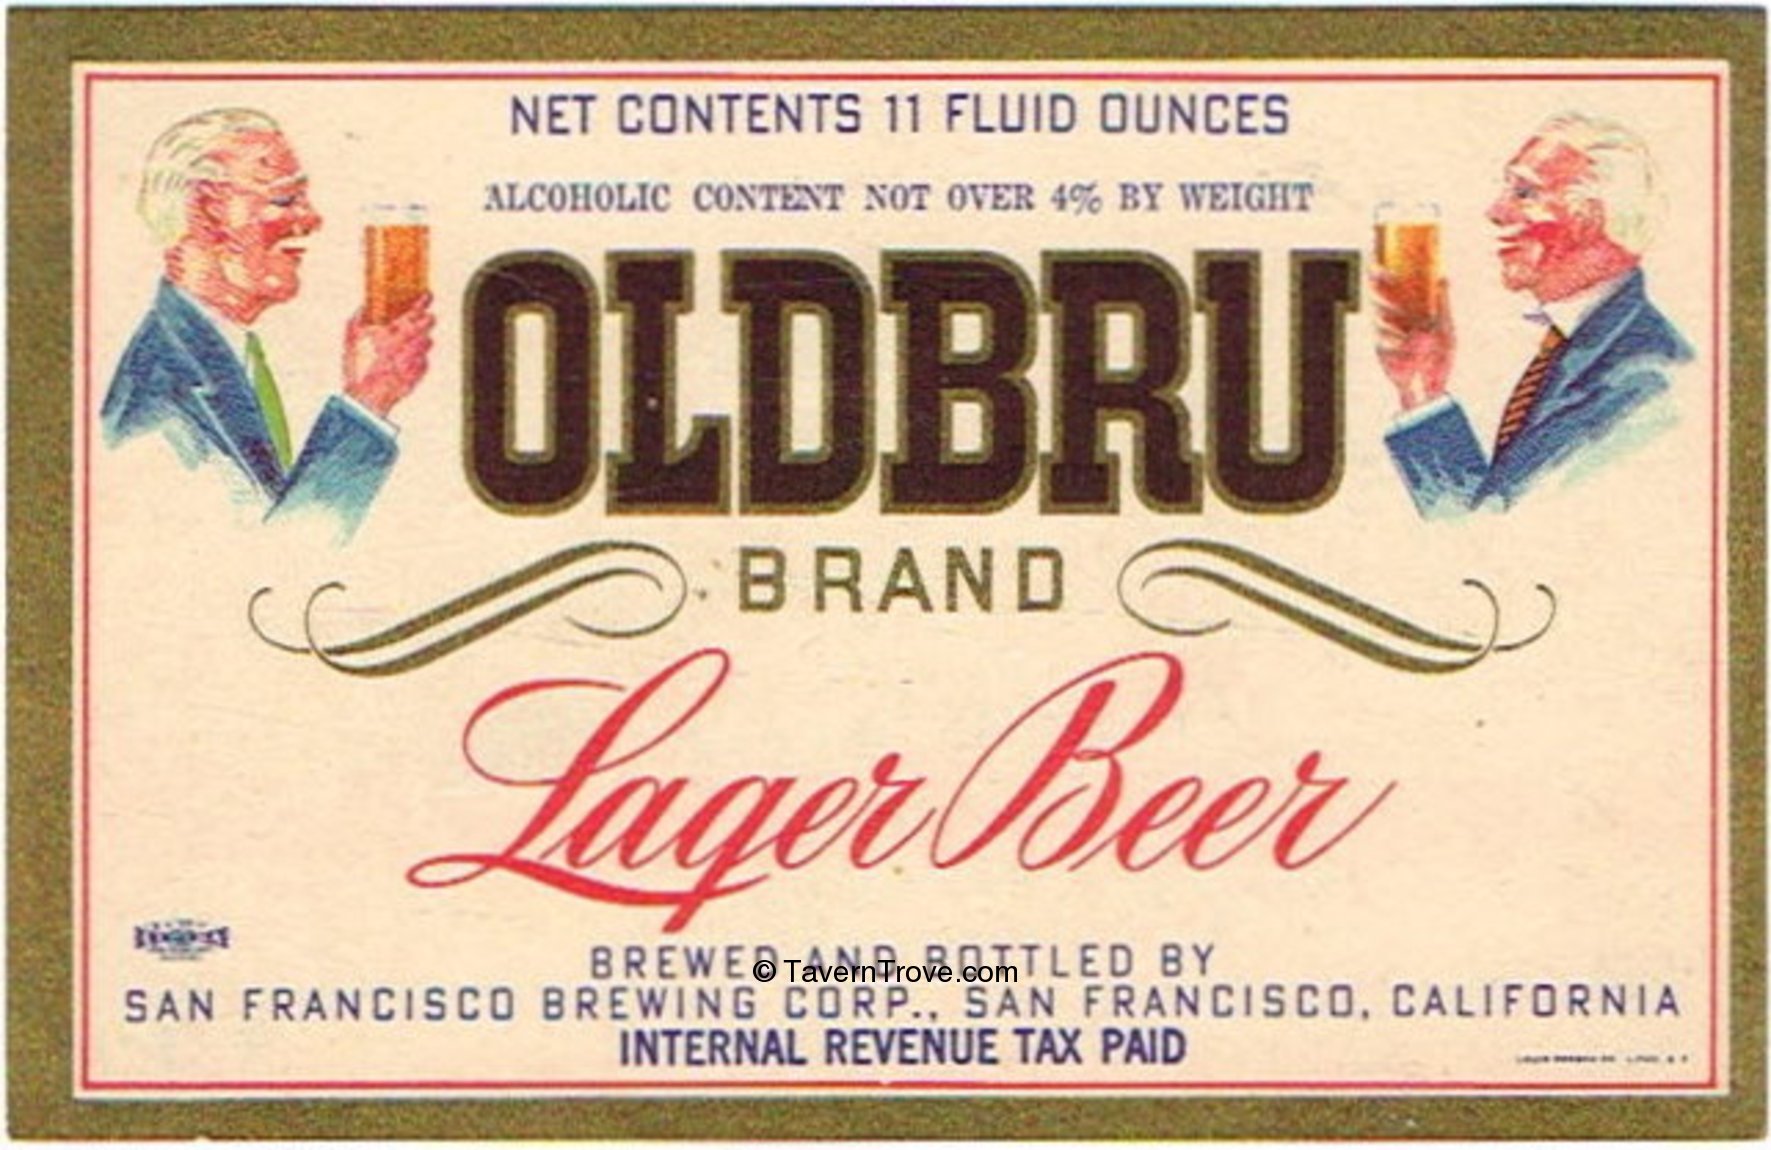 NET CONTENTS 11 FLUID OUNCES
ALCOHOLIC CONTENT NOT OVER 4% BY WEIGHT
OLDBRU
BRAND
Lager Beer
BREWED AND BOTTLED BY
© TavernTrove.com
SAN FRANCISCO BREWING CORP., SAN FRANCISCO, CALIFORNIA
INTERNAL REVENUE TAX PAID